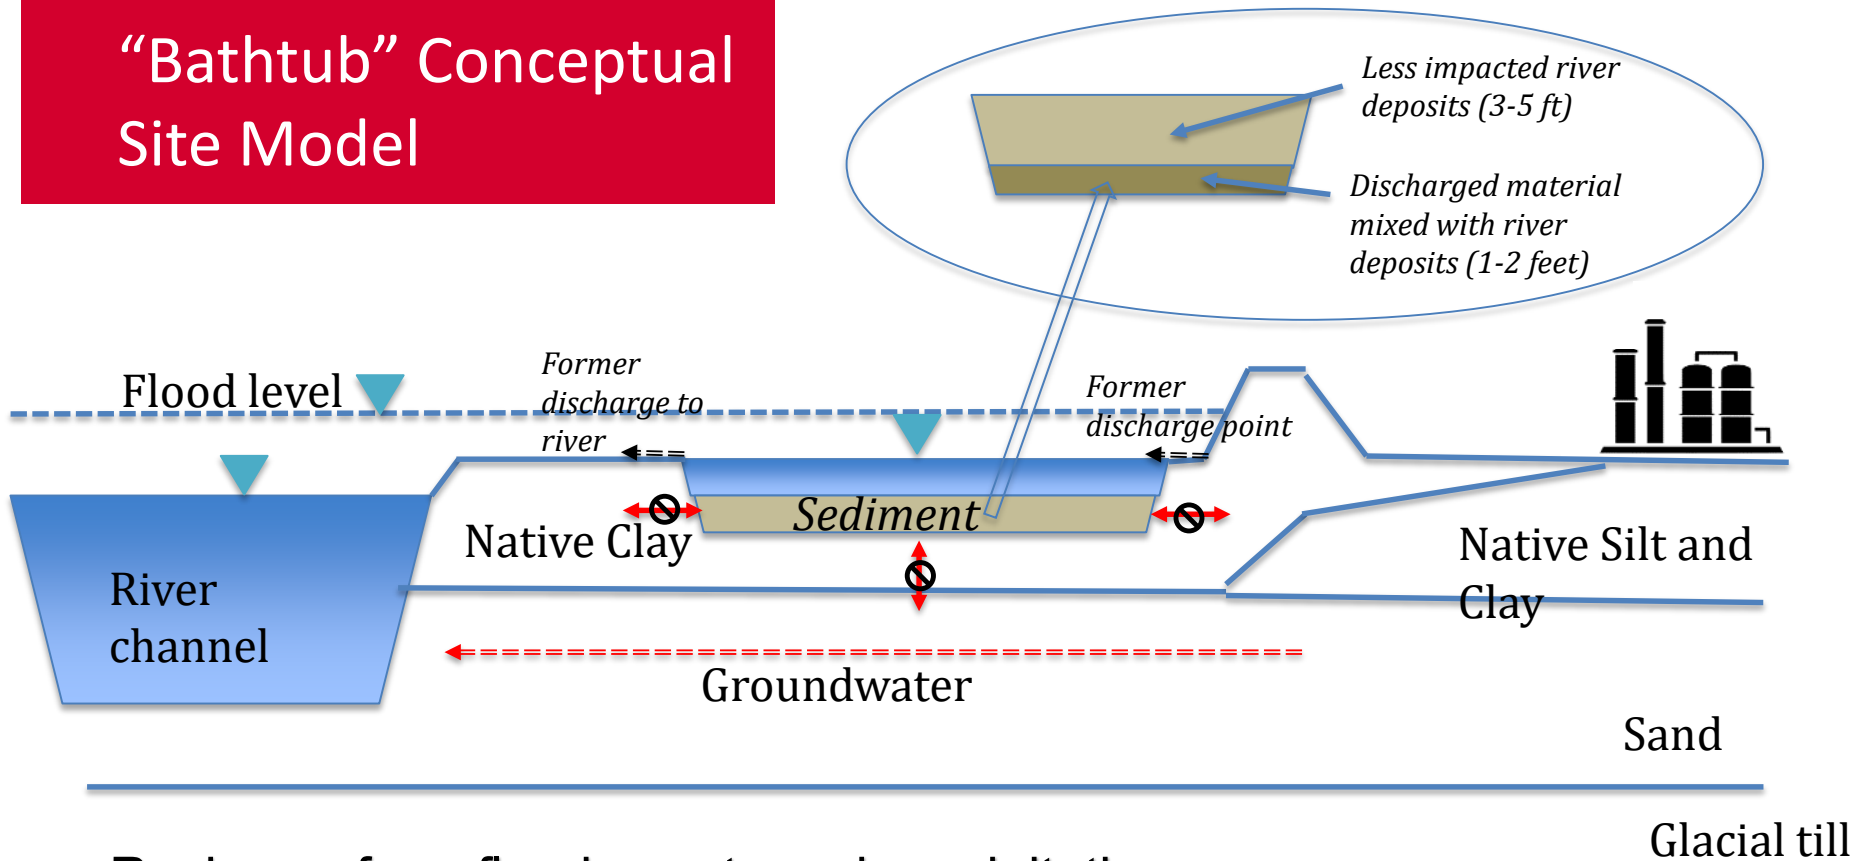 “Bathtub” Conceptual
Site Model
Less impacted river
deposits (3-5 ft)
Discharged material
mixed with river
deposits (1-2 feet)
Flood level
Former
discharge to
river
Former
discharge point
Sediment
Native Clay
Native Silt and
Clay
River
channel
Groundwater
Sand
Glacial till